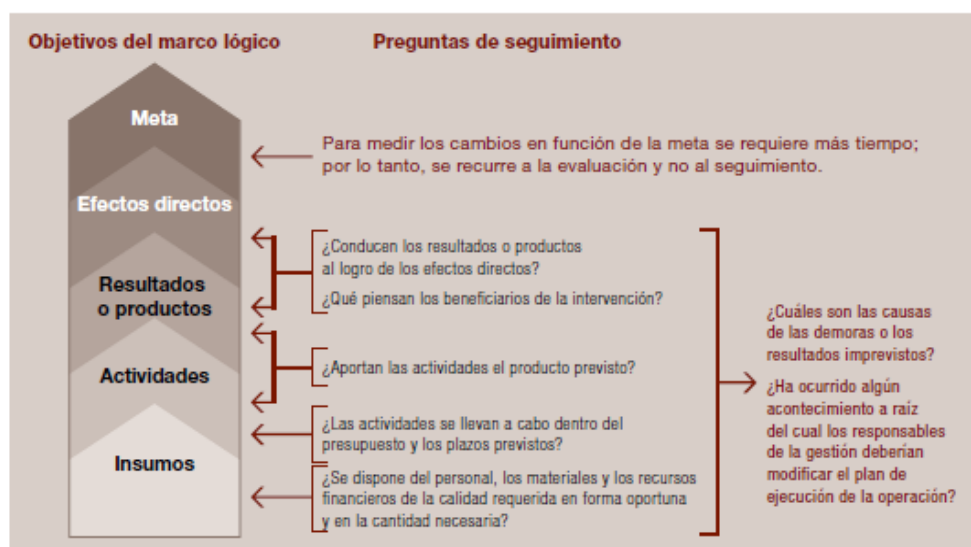 Objetivos del marco lógico
Preguntas de seguimiento
Meta
Para medir los cambios en función de la meta se requiere más tiempo;
por lo tanto, se recurre a la evaluación y no al seguimiento.
Efectos directos
¿Conducen los resultados o productos
al logro de los efectos directos?
¿Qué piensan los beneficiarios de la intervención?
Resultados
o productos
¿Aportan las actividades el producto previsto?
Actividades
¿Las actividades se llevan a cabo dentro del
presupuesto y los plazos previstos?
Insumos
¿Se dispone del personal, los materiales y los recursos
financieros de la calidad requerida en forma oportuna
y en la cantidad necesaria?
¿Cuáles son las causas
de las demoras o los
resultados imprevistos?
¿Ha ocurrido algún
acontecimiento a raíz
del cual los responsables
de la gestión deberían
modificar el plan de
ejecución de la operación?